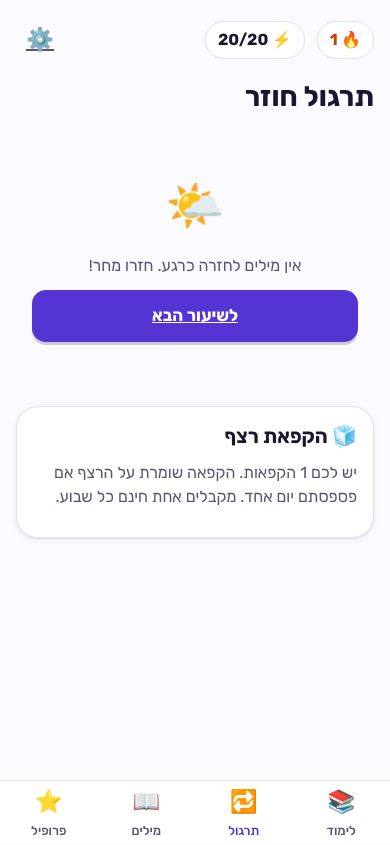 🔥 1 ⚡ 20/20 ⚙️
תרגול חוזר
אין מילים לחזרה כרגע. חזרו מחר!
לשיעור הבא
🧊 הקפאת רצף
יש לכם 1 הקפאות. הקפאה שומרת על הרצף אם
פספסתם יום אחד. מקבלים אחת חינם כל שבוע.
לימוד תרגול מילים פרופיל